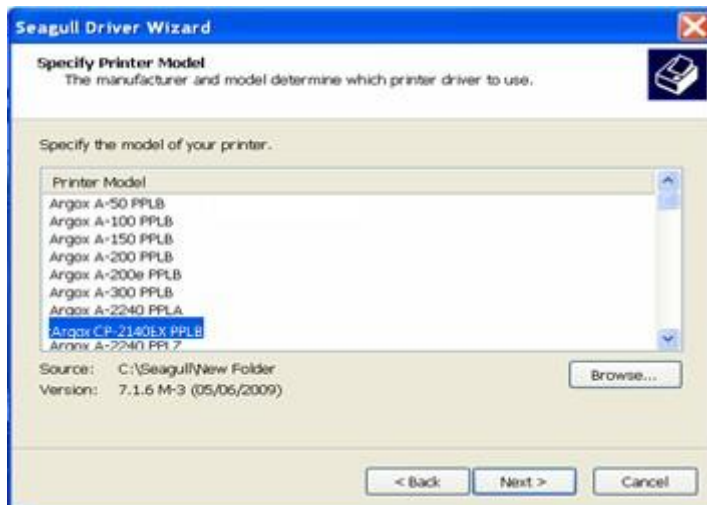 Seagull Driver Wizard
Specify Printer Model
The manufacturer and model determine which printer driver to use.
Specify the model of your printer.
Printer Model
Argox A-50 PPLB
Argox A-100 PPLB
Argox A-150 PPLB
Argox A-200 PPLB
Argox A-200e PPLB
Argox A-300 PPLB
Argox A-2240 PPLA
Argox CP-2140EX PPLB
Argox A-2240 PPLZ
Source: C:\Seagull\New Folder
Browse...
Version: 7.1.6 M-3 (05/06/2009)
< Back Next > Cancel